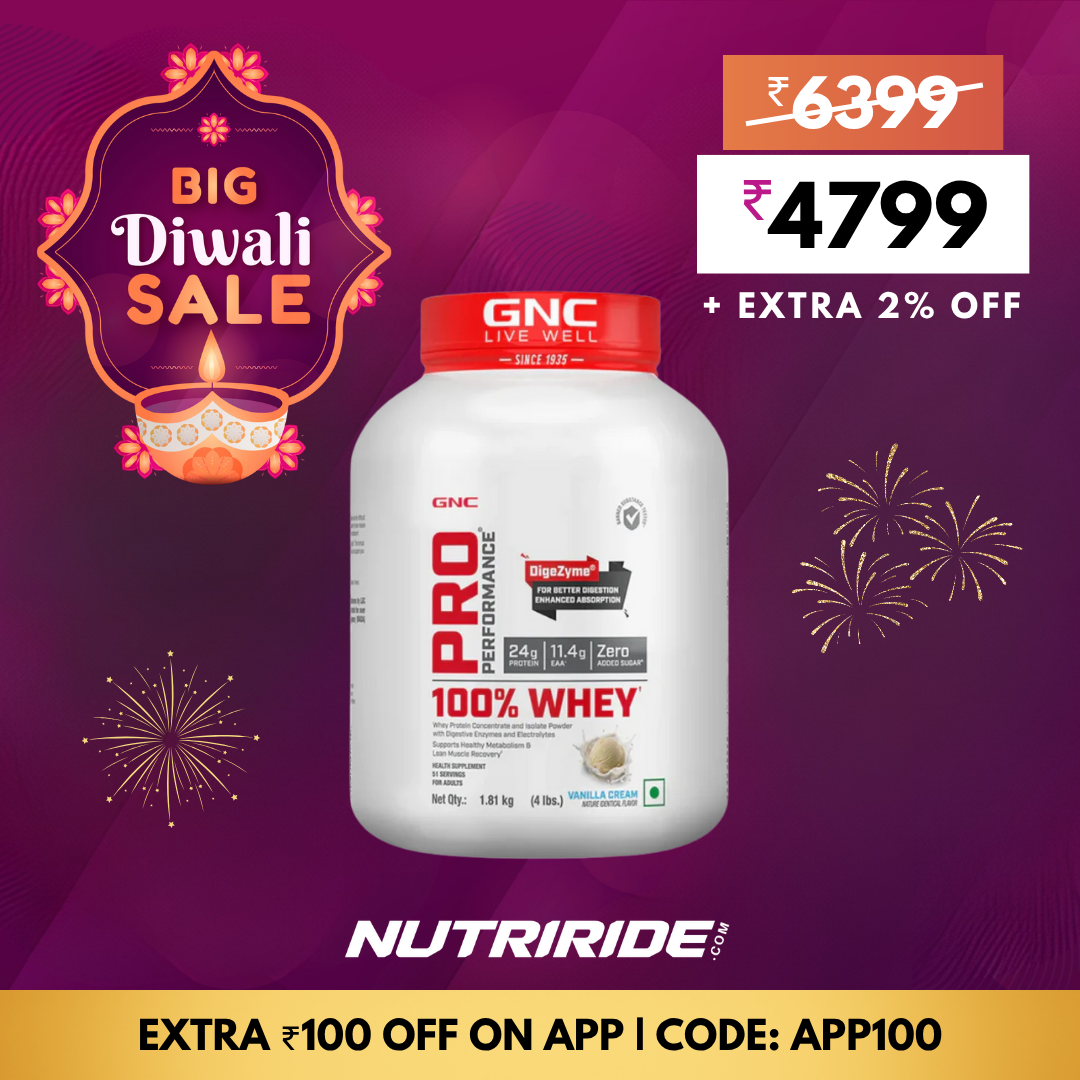 BIG
Diwali
SALE
₹6399
₹4799
+ EXTRA 2% OFF
GNC
LIVE WELL
— SINCE 1935 —
GNC
PRO
PERFORMANCE®
DigeZyme®
FOR BETTER DIGESTION
ENHANCED ABSORPTION
24g PROTEIN | 11.4g EAA | Zero ADDED SUGAR
100% WHEY
Whey Protein Concentrate and Isolate Powder
with Digestive Enzymes and Electrolytes
Supports Healthy Metabolism &
Lean Muscle Recovery
HEALTH SUPPLEMENT
51 SERVINGS
FOR ADULTS
Net Qty.: 1.81 kg (4 lbs.)
VANILLA CREAM
NATURE IDENTICAL FLAVOR
NUTRIRIDE.COM
EXTRA ₹100 OFF ON APP | CODE: APP100